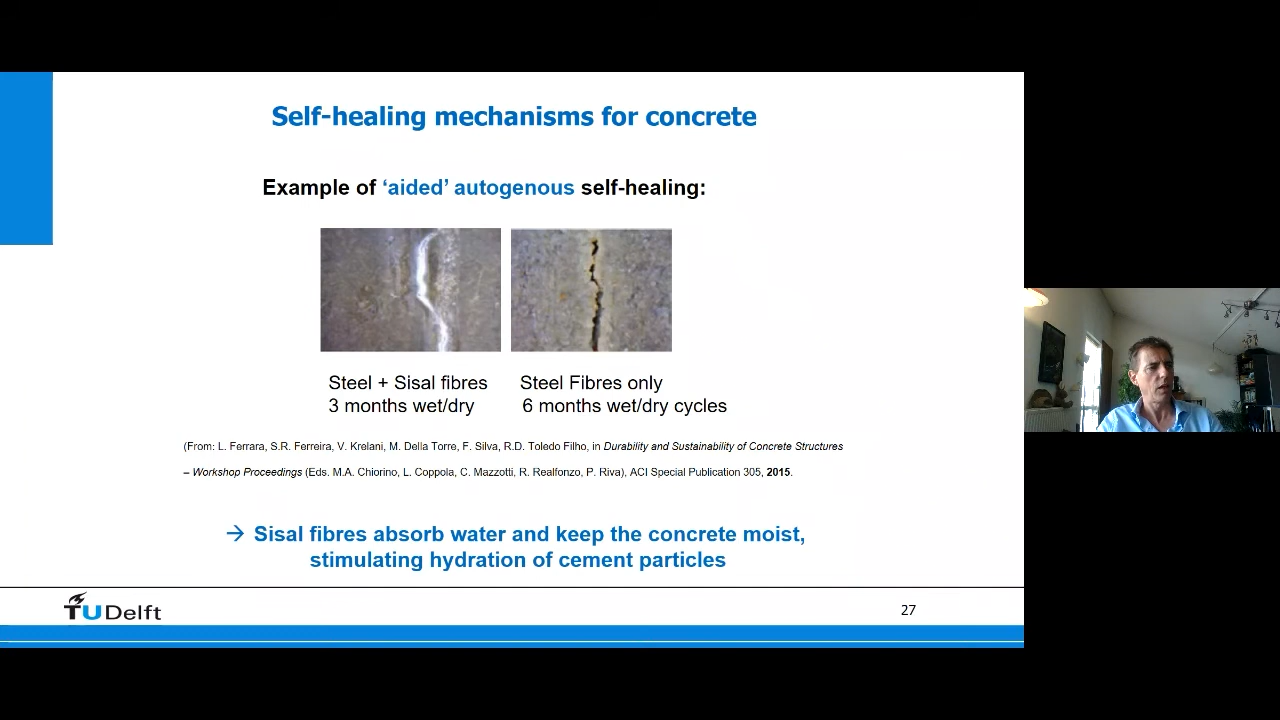 Self-healing mechanisms for concrete
Example of ‘aided’ autogenous self-healing:
Steel + Sisal fibres
3 months wet/dry
Steel Fibres only
6 months wet/dry cycles
(From: L. Ferrara, S.R. Ferreira, V. Krelani, M. Della Torre, F. Silva, R.D. Toledo Filho, in Durability and Sustainability of Concrete Structures
– Workshop Proceedings (Eds. M.A. Chiorino, L. Coppola, C. Mazzotti, R. Realfonzo, P. Riva), ACI Special Publication 305, 2015.
→ Sisal fibres absorb water and keep the concrete moist,
stimulating hydration of cement particles
TU Delft
27